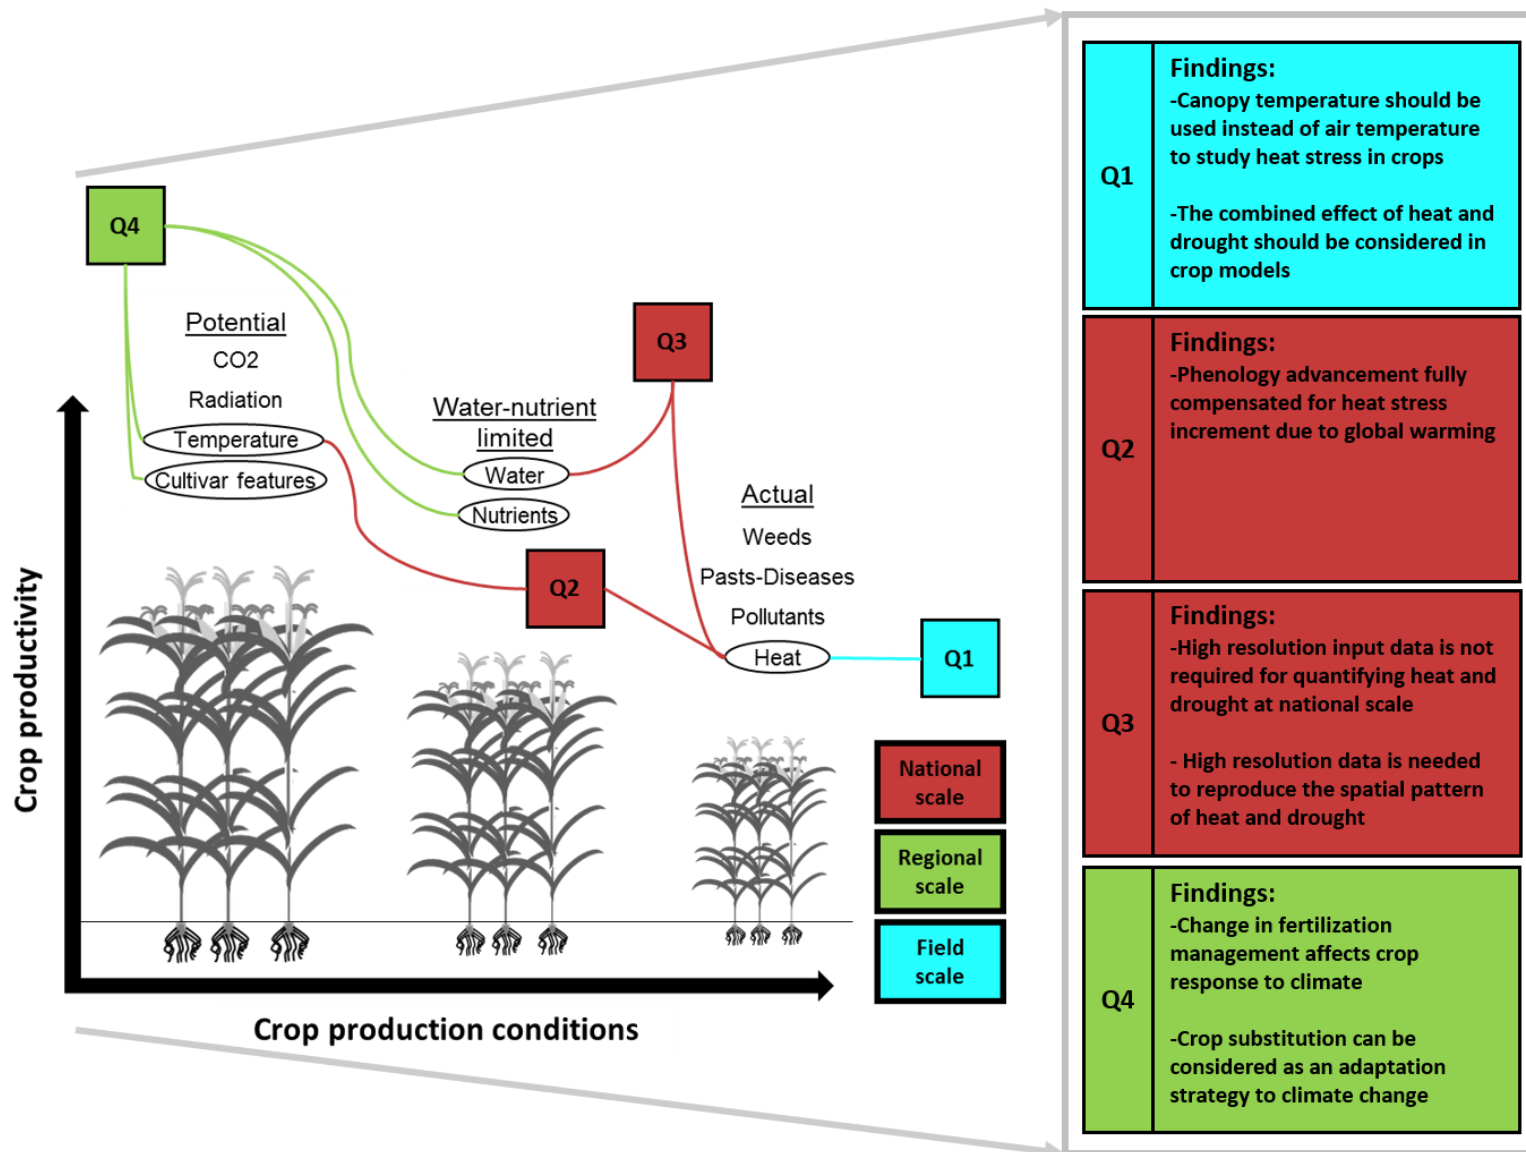 Q4
Potential
CO2
Radiation
Temperature
Cultivar features
Water-nutrient
limited
Water
Nutrients
Q3
Q2
Actual
Weeds
Pasts-Diseases
Pollutants
Heat
Q1
National
scale
Regional
scale
Field
scale
Crop productivity
Crop production conditions
Q1
Findings:
-Canopy temperature should be
used instead of air temperature
to study heat stress in crops
-The combined effect of heat and
drought should be considered in
crop models
Q2
Findings:
-Phenology advancement fully
compensated for heat stress
increment due to global warming
Q3
Findings:
-High resolution input data is not
required for quantifying heat and
drought at national scale
- High resolution data is needed
to reproduce the spatial pattern
of heat and drought
Q4
Findings:
-Change in fertilization
management affects crop
response to climate
-Crop substitution can be
considered as an adaptation
strategy to climate change